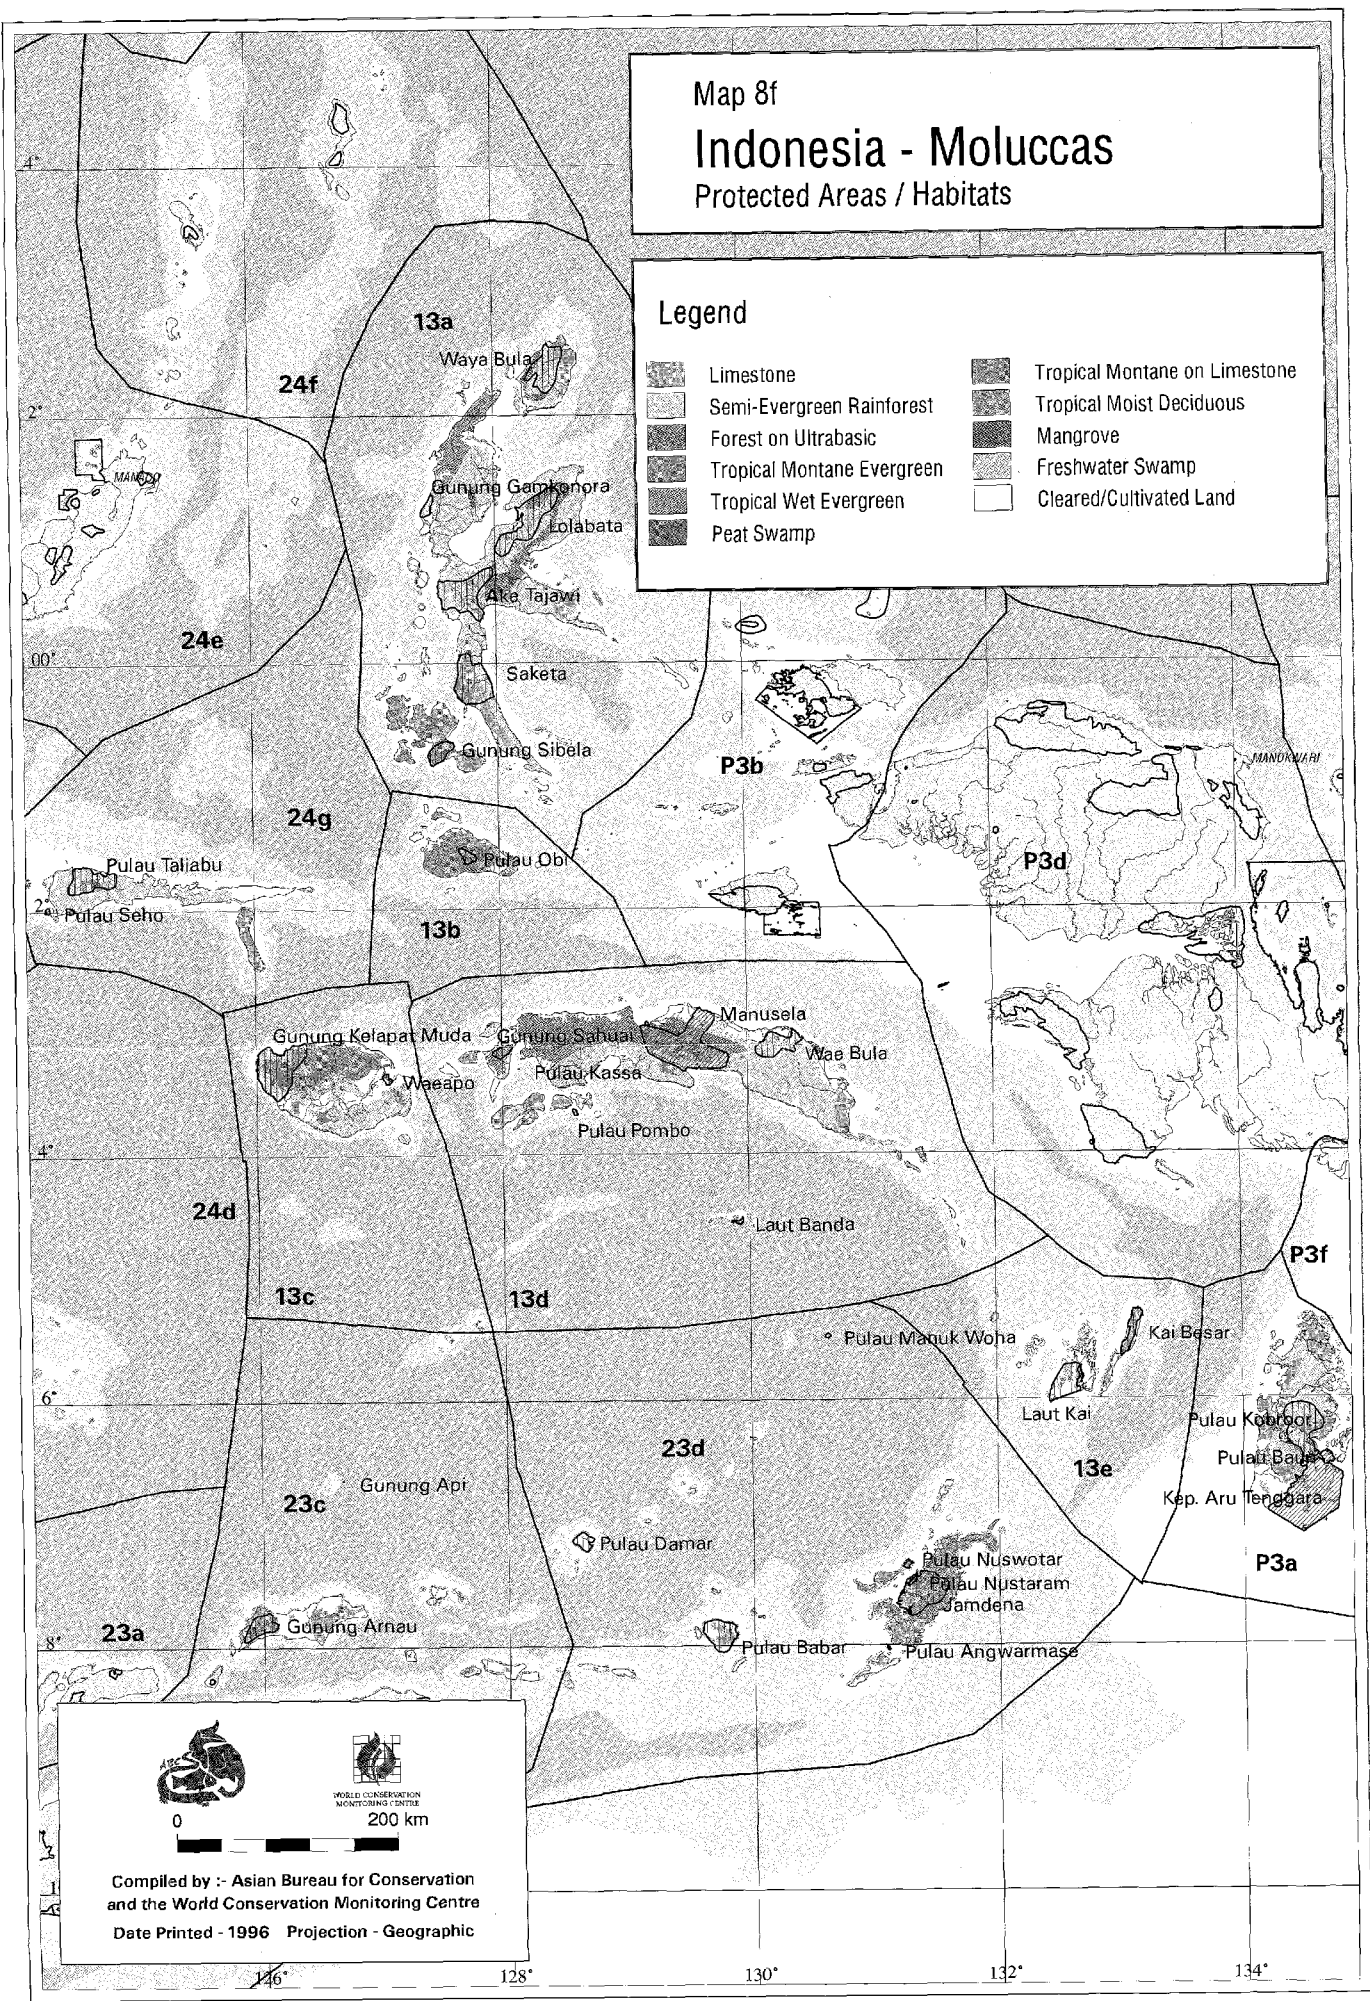 Map 8f
Indonesia - Moluccas
Protected Areas / Habitats
Legend
Limestone
Semi-Evergreen Rainforest
Forest on Ultrabasic
Tropical Montane Evergreen
Tropical Wet Evergreen
Peat Swamp
Tropical Montane on Limestone
Tropical Moist Deciduous
Mangrove
Freshwater Swamp
Cleared/Cultivated Land
4°
13a
Waya Bula
24f
2°
MANADO
Gunung Gamkonora
Lolabata
Ake Tajawi
24e
00°
Saketa
Gunung Sibela
P3b
MANOKWARI
24g
Pulau Taliabu
Pulau Obi
P3d
2°
Pulau Seho
13b
Manusela
Gunung Kelapat Muda
Gunung Sahuai
Wae Bula
Waeapo
Pulau Kassa
Pulau Pombo
4°
24d
Laut Banda
P3f
13c
13d
Pulau Manuk Woha
Kai Besar
6°
Laut Kai
Pulau Kobroor
23d
Pulau Baun
13e
Gunung Api
23c
Kep. Aru Tenggara
Pulau Damar
Pulau Nuswotar
P3a
Pulau Nustaram
Jamdena
23a
Gunung Arnau
8°
Pulau Babar
Pulau Angwarmase
ABC
WORLD CONSERVATION
MONITORING CENTRE
0
200 km
Compiled by :- Asian Bureau for Conservation
and the World Conservation Monitoring Centre
Date Printed - 1996 Projection - Geographic
126°
128°
130°
132°
134°